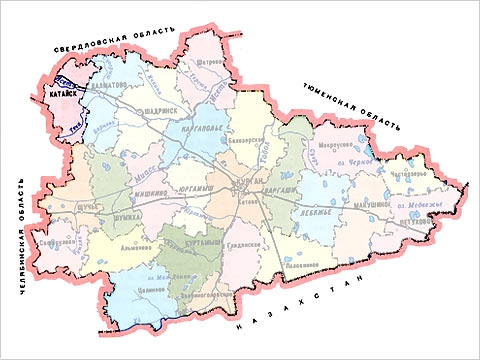 СВЕРДЛОВСКАЯ ОБЛАСТЬ
ТЮМЕНСКАЯ ОБЛАСТЬ
ЧЕЛЯБИНСКАЯ ОБЛАСТЬ
КАЗАХСТАН
Шатрово
Исеть
КАТАЙСК
ДАЛМАТОВО
Исеть
Теча
ШАДРИНСК
КАРГАПОЛЬЕ
Белозерское
Тобол
Мокроусово
оз. Черное
Частоозерье
МИШКИНО
ЮРГАМЫШ
КУРГАН
Кетово
ВАРГАШИ
ЛЕБЯЖЬЕ
МАКУШИНО
оз. Медвежье
ПЕТУХОВО
ЩУЧЬЕ
ШУМИХА
Сафакулево
Альменево
КУРТАМЫШ
Глядянское
Половинное
Целинное
Звериноголовское